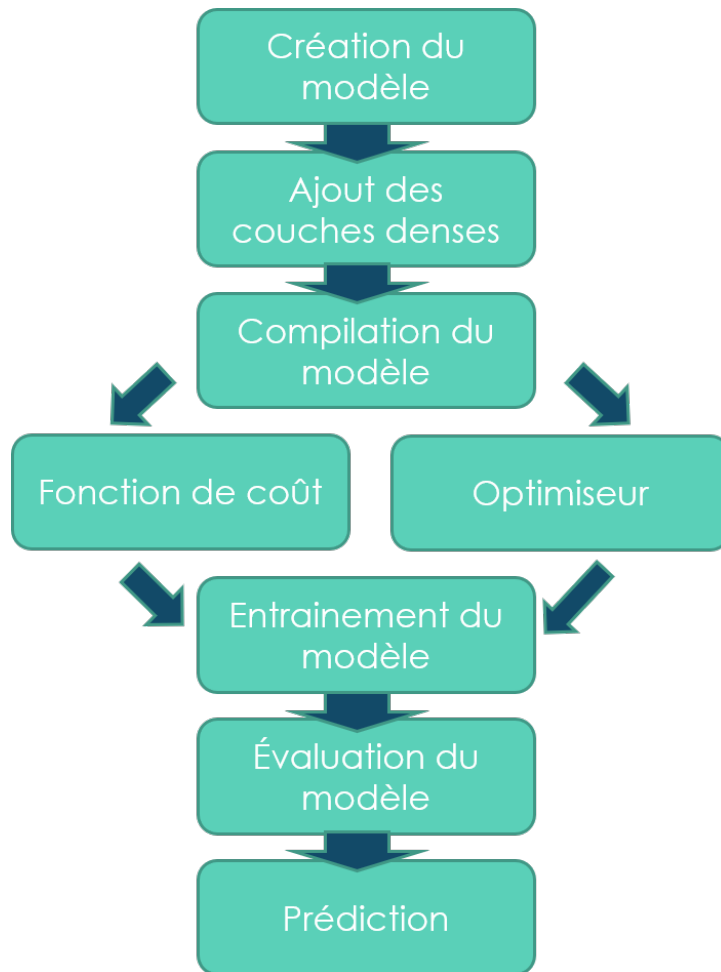 Création du
modèle
Ajout des
couches denses
Compilation du
modèle
Fonction de coût
Optimiseur
Entrainement du
modèle
Évaluation du
modèle
Prédiction